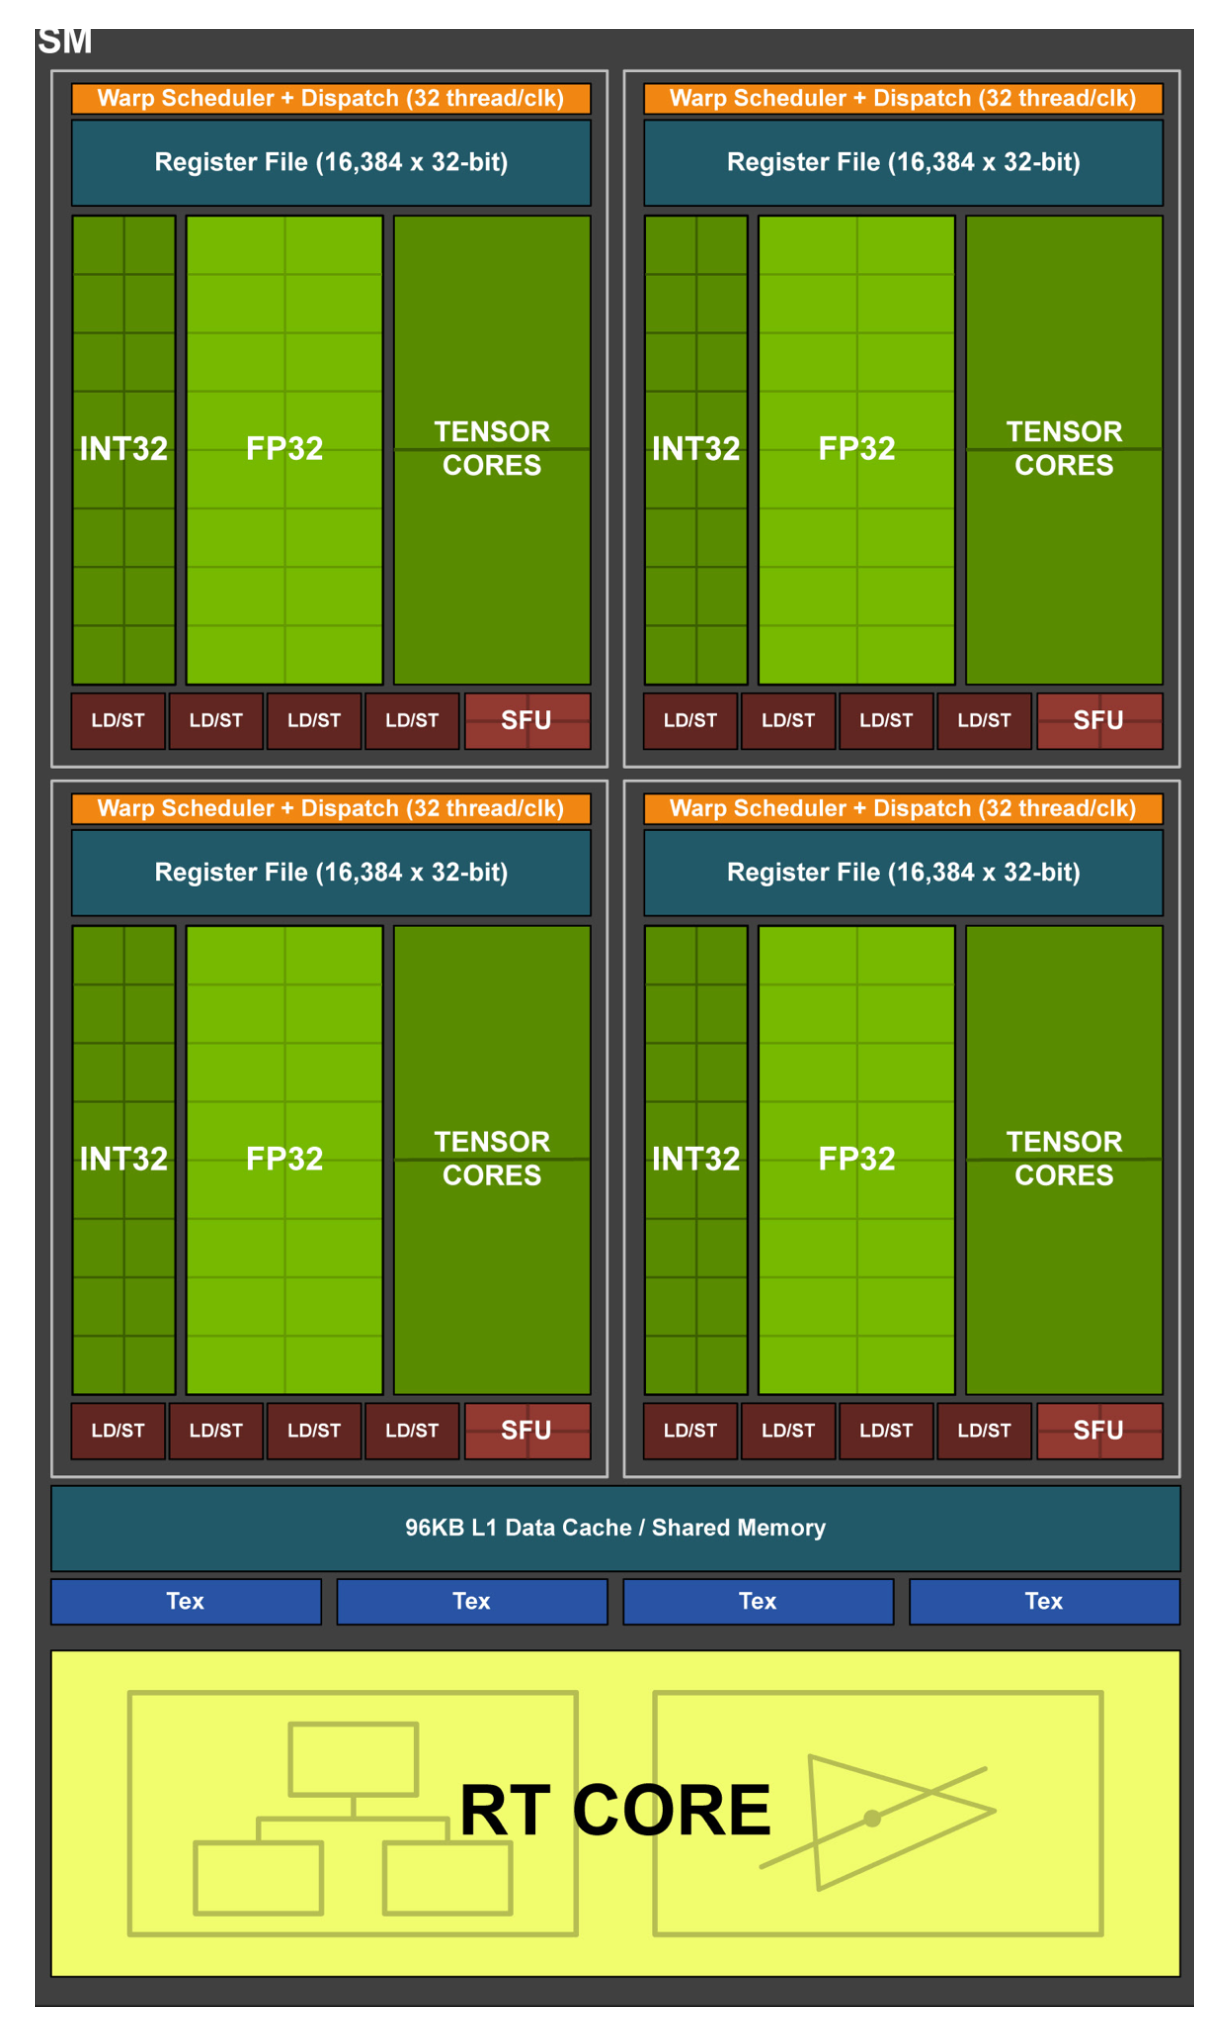 SM
Warp Scheduler + Dispatch (32 thread/clk)
Register File (16,384 x 32-bit)
INT32
FP32
TENSOR
CORES
LD/ST
LD/ST
LD/ST
LD/ST
SFU
Warp Scheduler + Dispatch (32 thread/clk)
Register File (16,384 x 32-bit)
INT32
FP32
TENSOR
CORES
LD/ST
LD/ST
LD/ST
LD/ST
SFU
Warp Scheduler + Dispatch (32 thread/clk)
Register File (16,384 x 32-bit)
INT32
FP32
TENSOR
CORES
LD/ST
LD/ST
LD/ST
LD/ST
SFU
Warp Scheduler + Dispatch (32 thread/clk)
Register File (16,384 x 32-bit)
INT32
FP32
TENSOR
CORES
LD/ST
LD/ST
LD/ST
LD/ST
SFU
96KB L1 Data Cache / Shared Memory
Tex
Tex
Tex
Tex
RT CORE